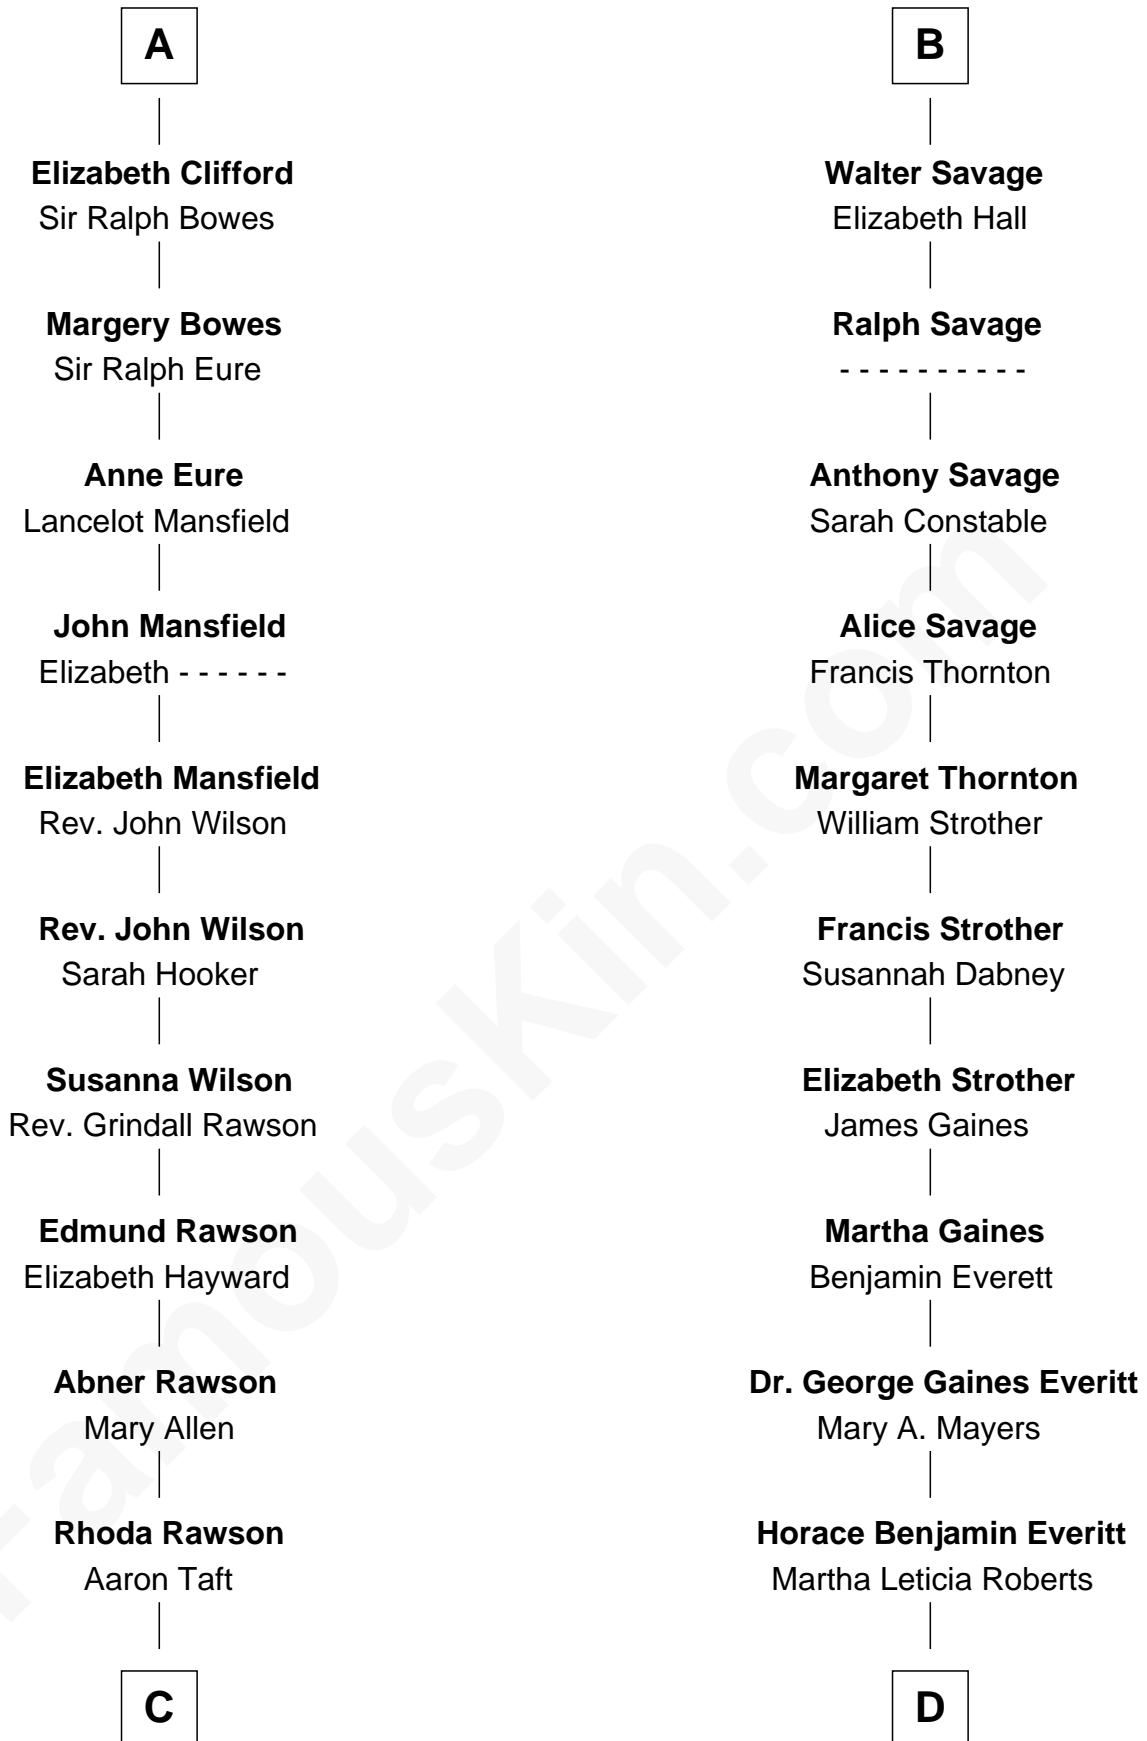 A
Elizabeth Clifford
Sir Ralph Bowes
Margery Bowes
Sir Ralph Eure
Anne Eure
Lancelot Mansfield
John Mansfield
Elizabeth - - - - - -
Elizabeth Mansfield
Rev. John Wilson
Rev. John Wilson
Sarah Hooker
Susanna Wilson
Rev. Grindall Rawson
Edmund Rawson
Elizabeth Hayward
Abner Rawson
Mary Allen
Rhoda Rawson
Aaron Taft
C
B
Walter Savage
Elizabeth Hall
Ralph Savage
- - - - - - - - - -
Anthony Savage
Sarah Constable
Alice Savage
Francis Thornton
Margaret Thornton
William Strother
Francis Strother
Susannah Dabney
Elizabeth Strother
James Gaines
Martha Gaines
Benjamin Everett
Dr. George Gaines Everitt
Mary A. Mayers
Horace Benjamin Everitt
Martha Leticia Roberts
D
FamousKin.com